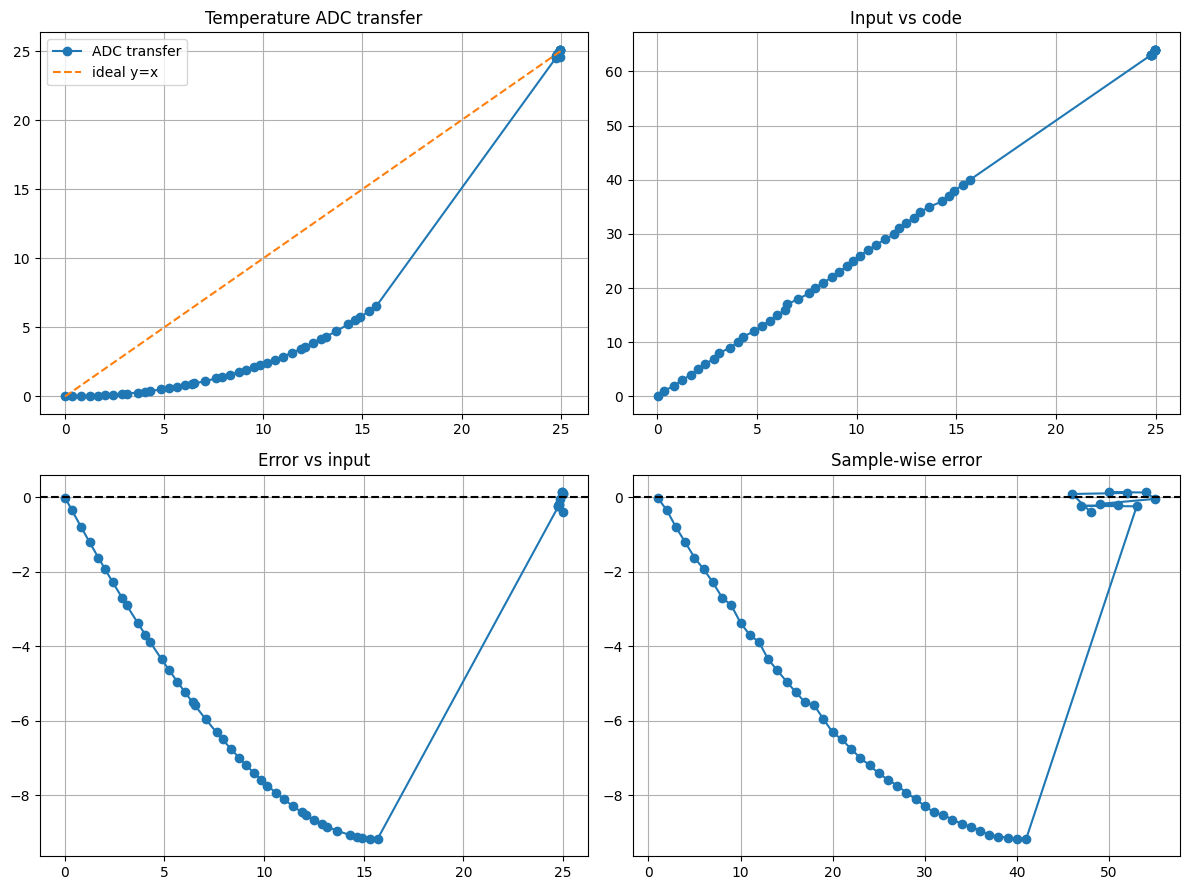 Temperature ADC transfer
ADC transfer
ideal y=x
25
20
15
10
5
0
0 5 10 15 20 25
Input vs code
60
50
40
30
20
10
0
0 5 10 15 20 25
Error vs input
0
−2
−4
−6
−8
0 5 10 15 20 25
Sample-wise error
0
−2
−4
−6
−8
0 10 20 30 40 50